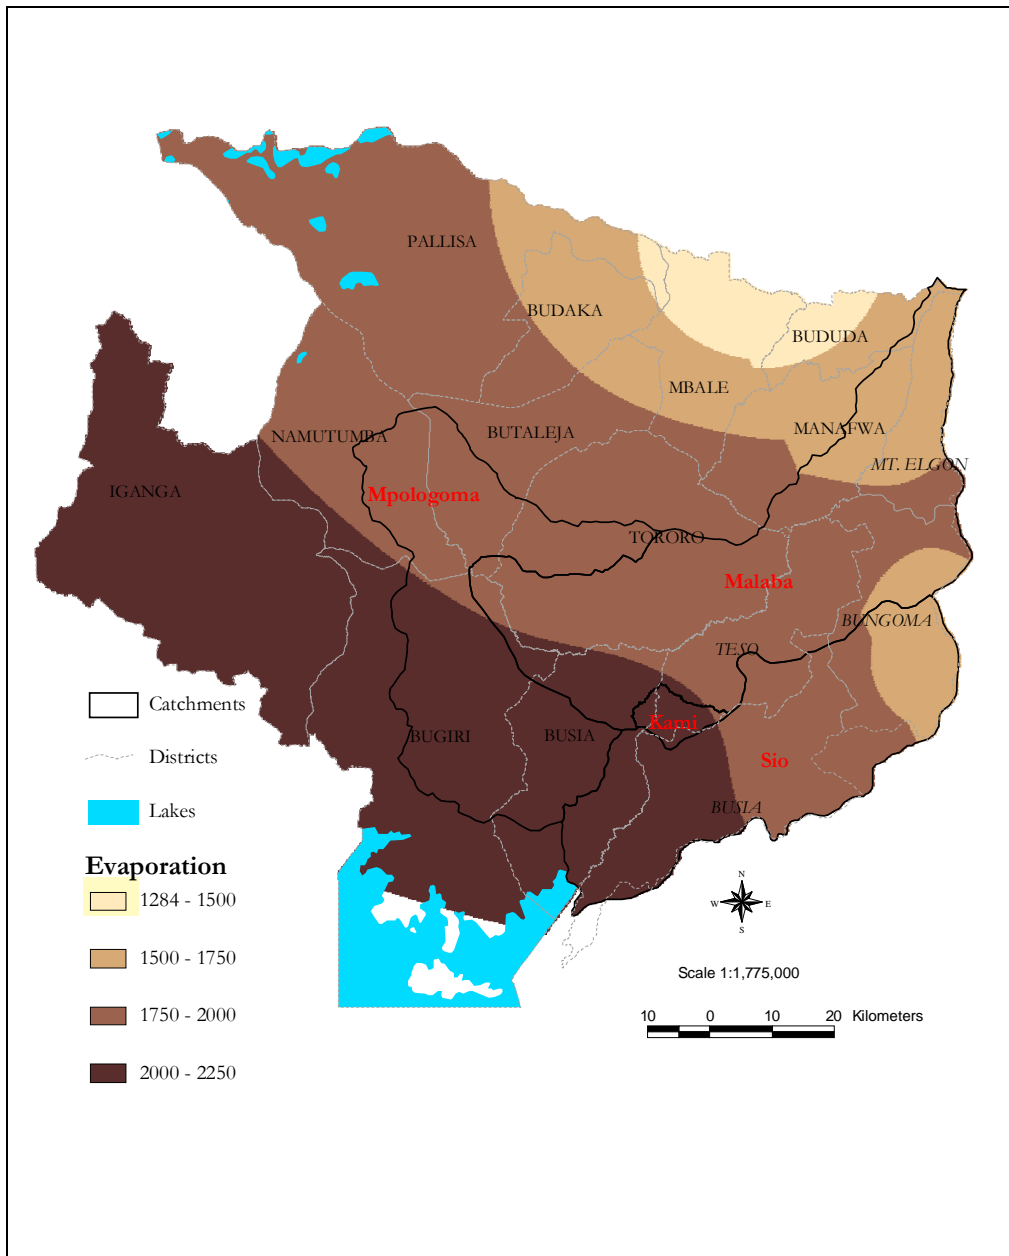 PALLISA
BUDAKA
BUDUDA
MBALE
NAMUTUMBA
BUTALEJA
MANAFWA
MT. ELGON
IGANGA
Mpologoma
TORORO
Malaba
BUNGOMA
TESO
Kami
BUGIRI
BUSIA
Sio
BUSIA
Catchments
Districts
Lakes
Evaporation
1284 - 1500
1500 - 1750
1750 - 2000
2000 - 2250
N
W E
S
Scale 1:1,775,000
10 0 10 20 Kilometers